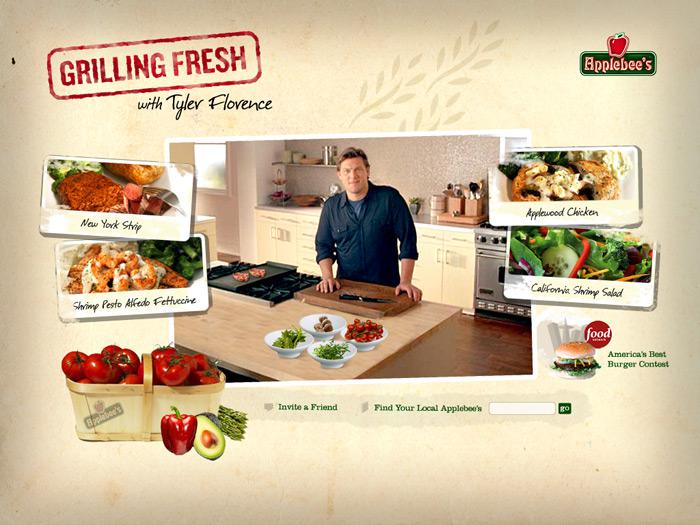 GRILLING FRESH
with Tyler Florence
Applebee's
New York Strip
Applewood Chicken
Shrimp Pesto Alfedo Fettuccine
California Shrimp Salad
food
network
America's Best
Burger Contest
Applebee's
Invite a Friend
Find Your Local Applebee's
go